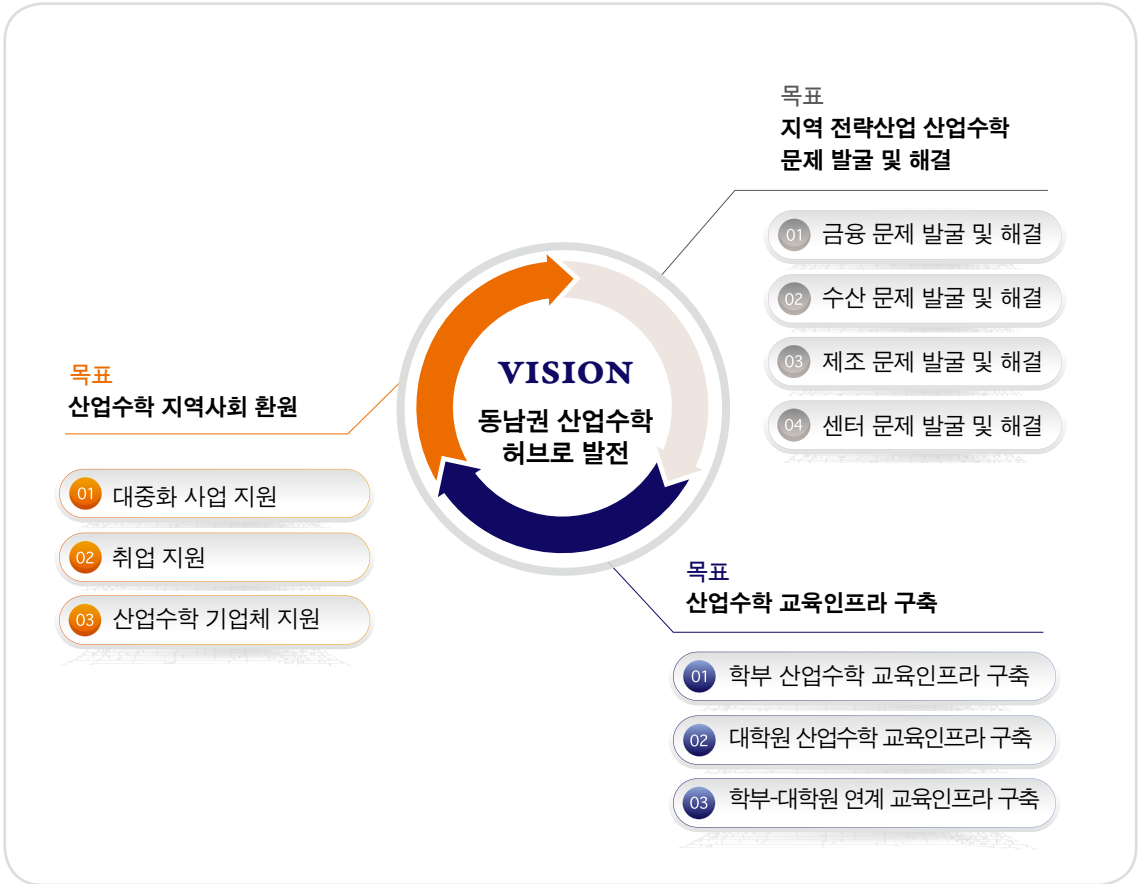 목표
지역 전략산업 산업수학
문제 발굴 및 해결
01 금융 문제 발굴 및 해결
02 수산 문제 발굴 및 해결
03 제조 문제 발굴 및 해결
04 센터 문제 발굴 및 해결
VISION
동남권 산업수학
허브로 발전
목표
산업수학 지역사회 환원
01 대중화 사업 지원
02 취업 지원
03 산업수학 기업체 지원
목표
산업수학 교육인프라 구축
01 학부 산업수학 교육인프라 구축
02 대학원 산업수학 교육인프라 구축
03 학부-대학원 연계 교육인프라 구축